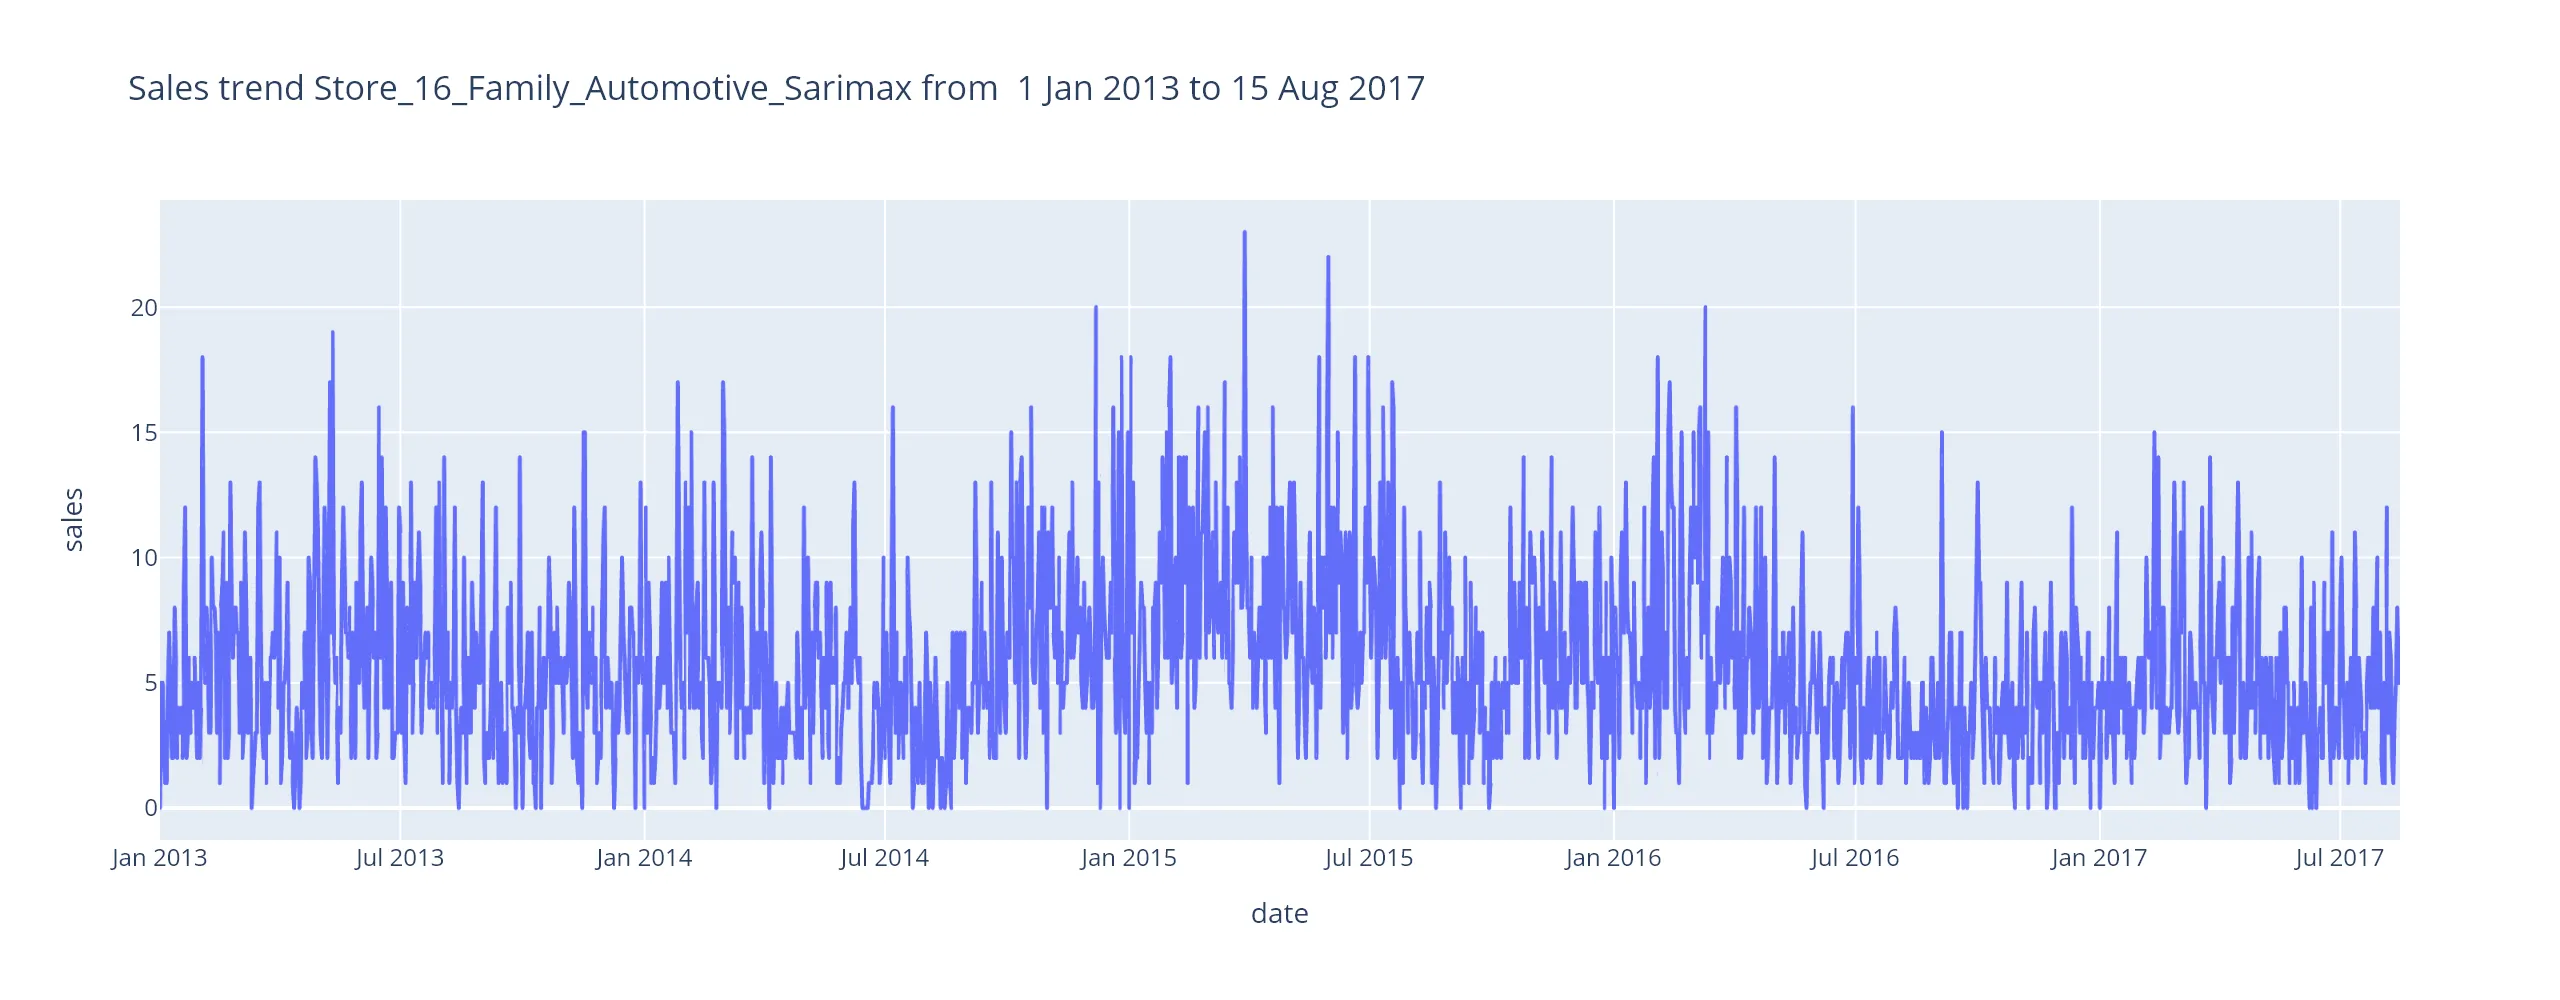 Sales trend Store_16_Family_Automotive_Sarimax from  1 Jan 2013 to 15 Aug 2017
20
15
10
5
0
sales
Jan 2013
Jul 2013
Jan 2014
Jul 2014
Jan 2015
Jul 2015
Jan 2016
Jul 2016
Jan 2017
Jul 2017
date